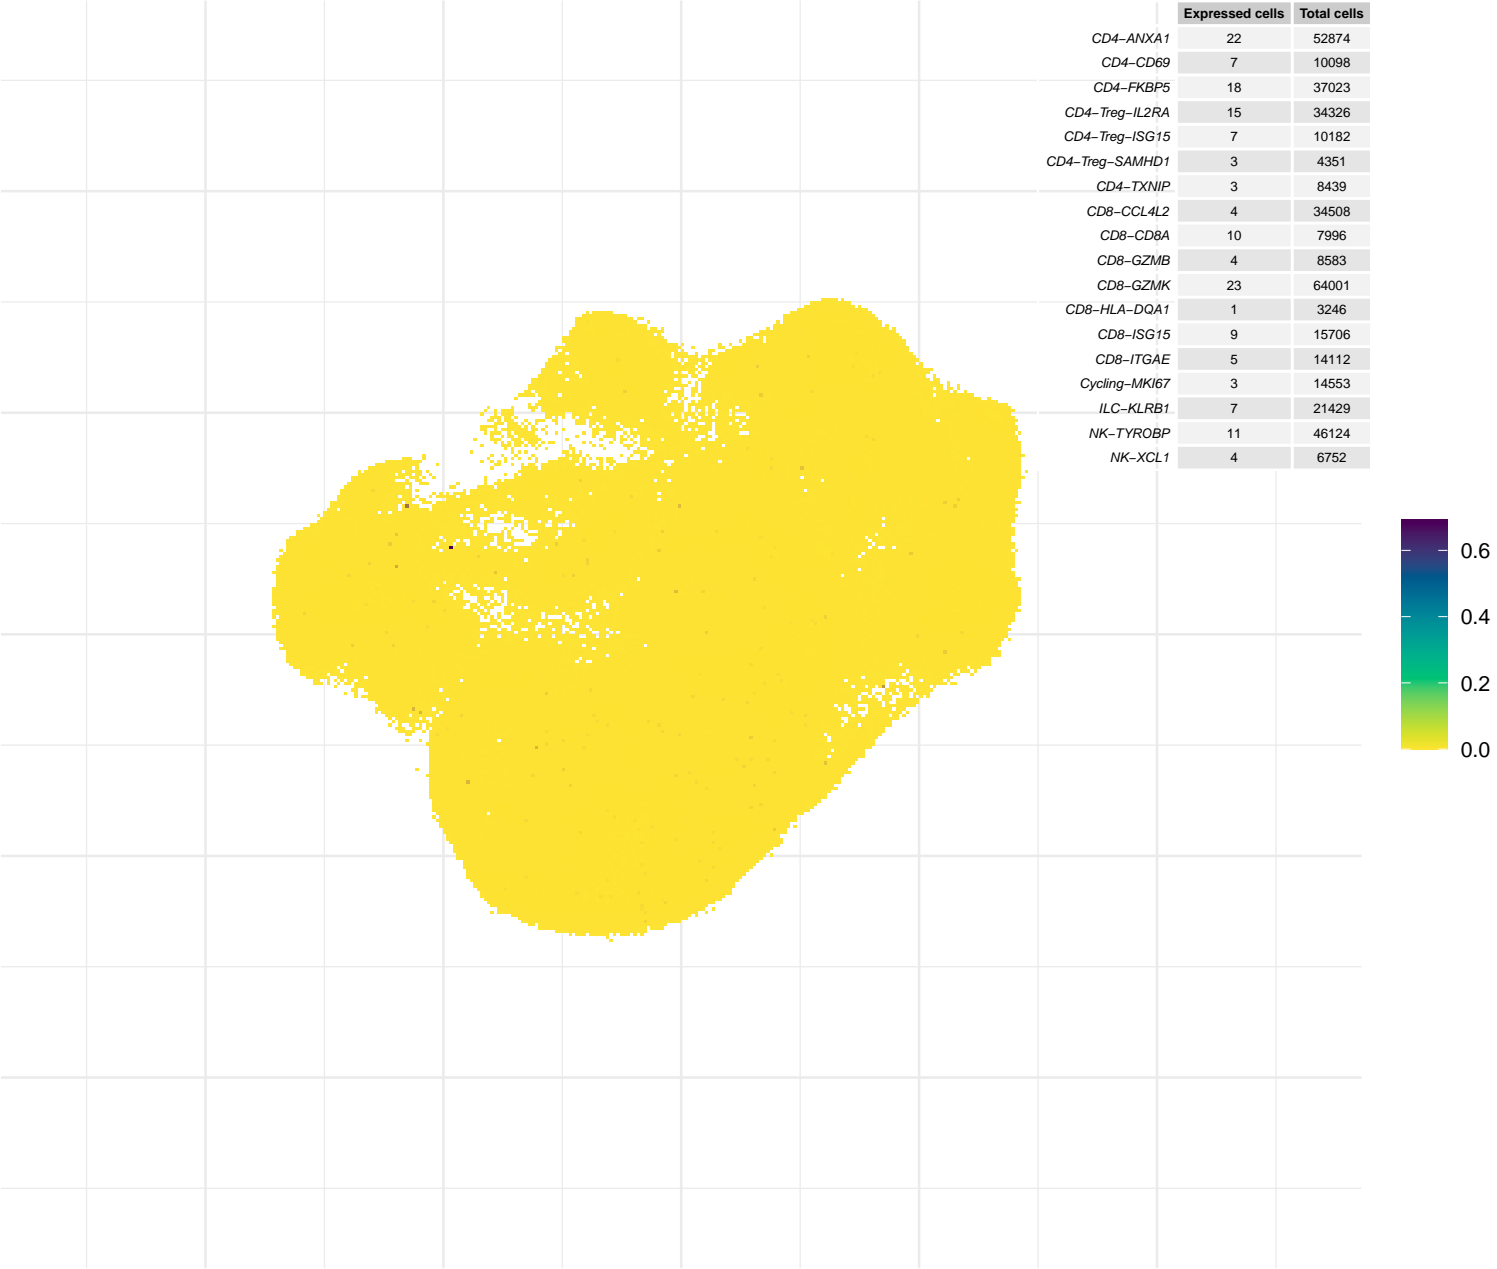 Expressed cells Total cells
CD4−ANXA1 22 52874
CD4−CD69 7 10098
CD4−FKBP5 18 37023
CD4−Treg−IL2RA 15 34326
CD4−Treg−ISG15 7 10182
CD4−Treg−SAMHD1 3 4351
CD4−TXNIP 3 8439
CD8−CCL4L2 4 34508
CD8−CD8A 10 7996
CD8−GZMB 4 8583
CD8−GZMK 23 64001
CD8−HLA−DQA1 1 3246
CD8−ISG15 9 15706
CD8−ITGAE 5 14112
Cycling−MKI67 3 14553
ILC−KLRB1 7 21429
NK−TYROBP 11 46124
NK−XCL1 4 6752
0.6
0.4
0.2
0.0